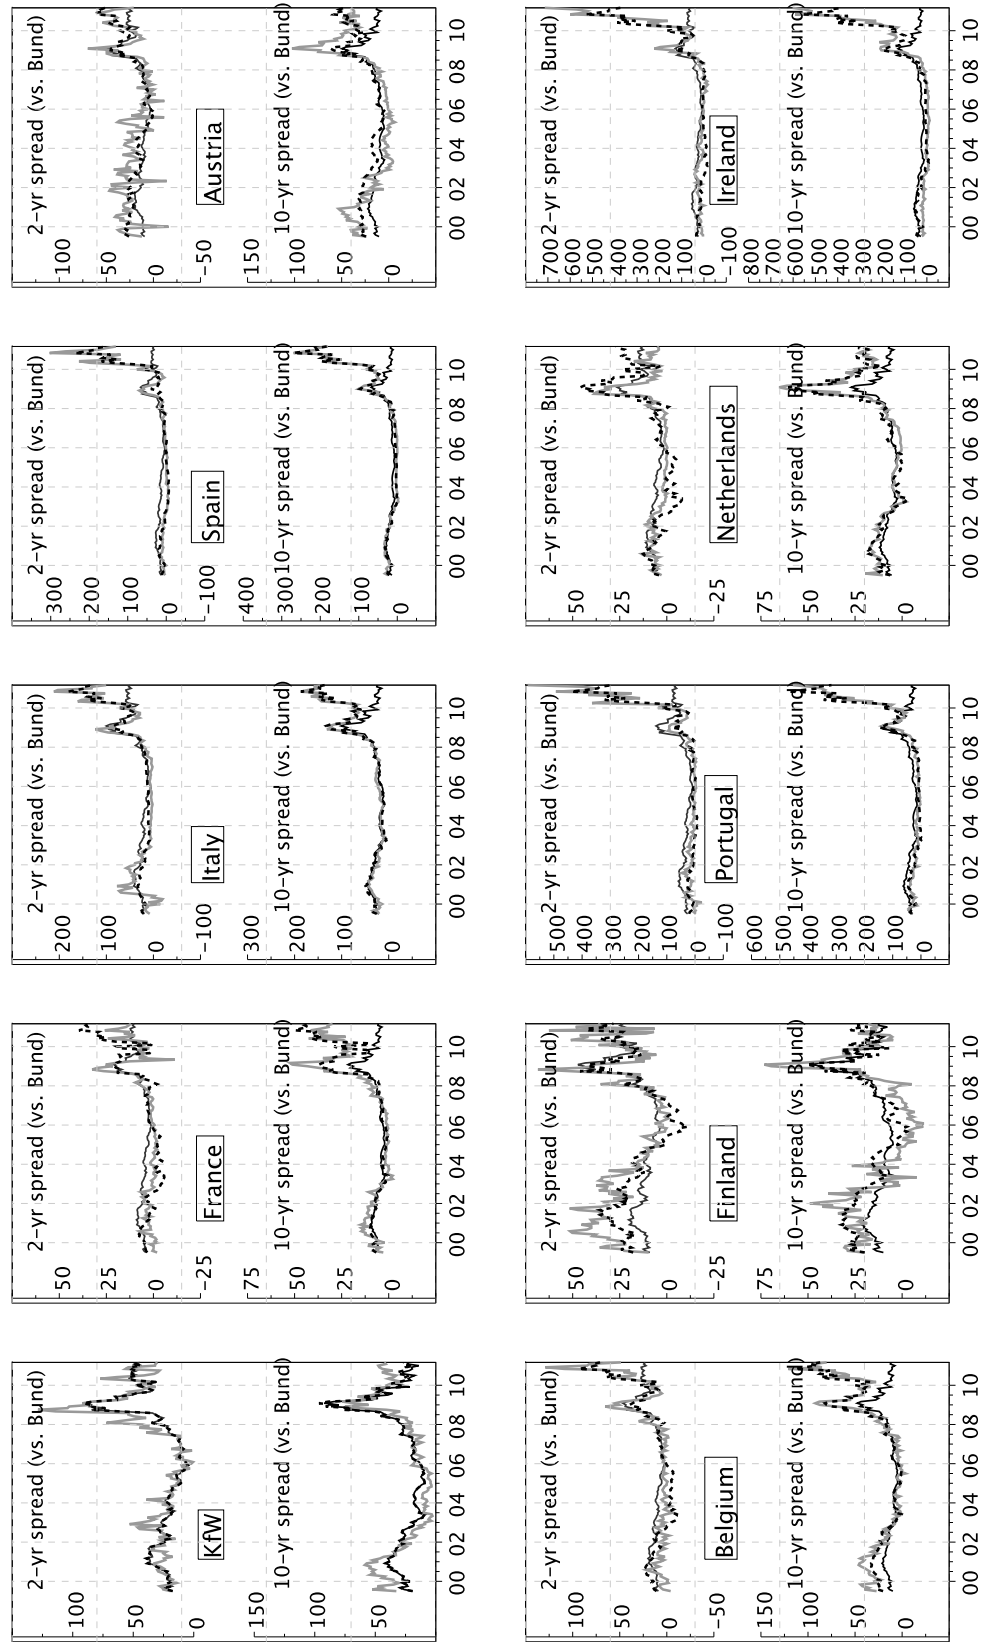 2−yr spread (vs. Bund)
100
50
0
KfW
10−yr spread (vs. Bund)
150
100
50
00 02 04 06 08 10
2−yr spread (vs. Bund)
50
25
0
−25
France
10−yr spread (vs. Bund)
75
50
25
0
00 02 04 06 08 10
2−yr spread (vs. Bund)
200
100
0
−100
Italy
10−yr spread (vs. Bund)
300
200
100
0
00 02 04 06 08 10
2−yr spread (vs. Bund)
300
200
100
0
−100
Spain
10−yr spread (vs. Bund)
400
300
200
100
0
00 02 04 06 08 10
2−yr spread (vs. Bund)
100
50
0
−50
Austria
10−yr spread (vs. Bund)
150
100
50
0
00 02 04 06 08 10
2−yr spread (vs. Bund)
100
50
0
−50
Belgium
10−yr spread (vs. Bund)
150
100
50
0
00 02 04 06 08 10
2−yr spread (vs. Bund)
50
25
0
−25
Finland
10−yr spread (vs. Bund)
75
50
25
0
00 02 04 06 08 10
2−yr spread (vs. Bund)
500
400
300
200
100
0
−100
Portugal
10−yr spread (vs. Bund)
600
500
400
300
200
100
0
00 02 04 06 08 10
2−yr spread (vs. Bund)
50
25
0
−25
Netherlands
10−yr spread (vs. Bund)
75
50
25
0
00 02 04 06 08 10
2−yr spread (vs. Bund)
700
600
500
400
300
200
100
0
−100
Ireland
10−yr spread (vs. Bund)
800
700
600
500
400
300
200
100
0
00 02 04 06 08 10